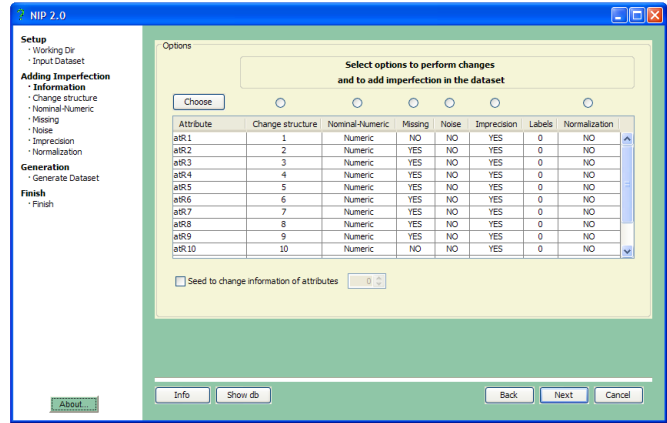 NIP 2.0
Setup
· Working Dir
· Input Dataset
Adding Imperfection
· Information
· Change structure
· Nominal-Numeric
· Missing
· Noise
· Imprecision
· Normalization
Generation
· Generate Dataset
Finish
· Finish
About...
Options
Select options to perform changes
and to add imperfection in the dataset
Choose
Attribute Change structure Nominal-Numeric Missing Noise Imprecision Labels Normalization
atR1 1 Numeric NO NO YES 0 NO
atR2 2 Numeric YES NO YES 0 NO
atR3 3 Numeric YES NO YES 0 NO
atR4 4 Numeric YES NO YES 0 NO
atR5 5 Numeric YES NO YES 0 NO
atR6 6 Numeric YES NO YES 0 NO
atR7 7 Numeric YES NO YES 0 NO
atR8 8 Numeric YES NO YES 0 NO
atR9 9 Numeric YES NO YES 0 NO
atR10 10 Numeric NO NO YES 0 NO
Seed to change information of attributes 0
Info Show db Back Next Cancel